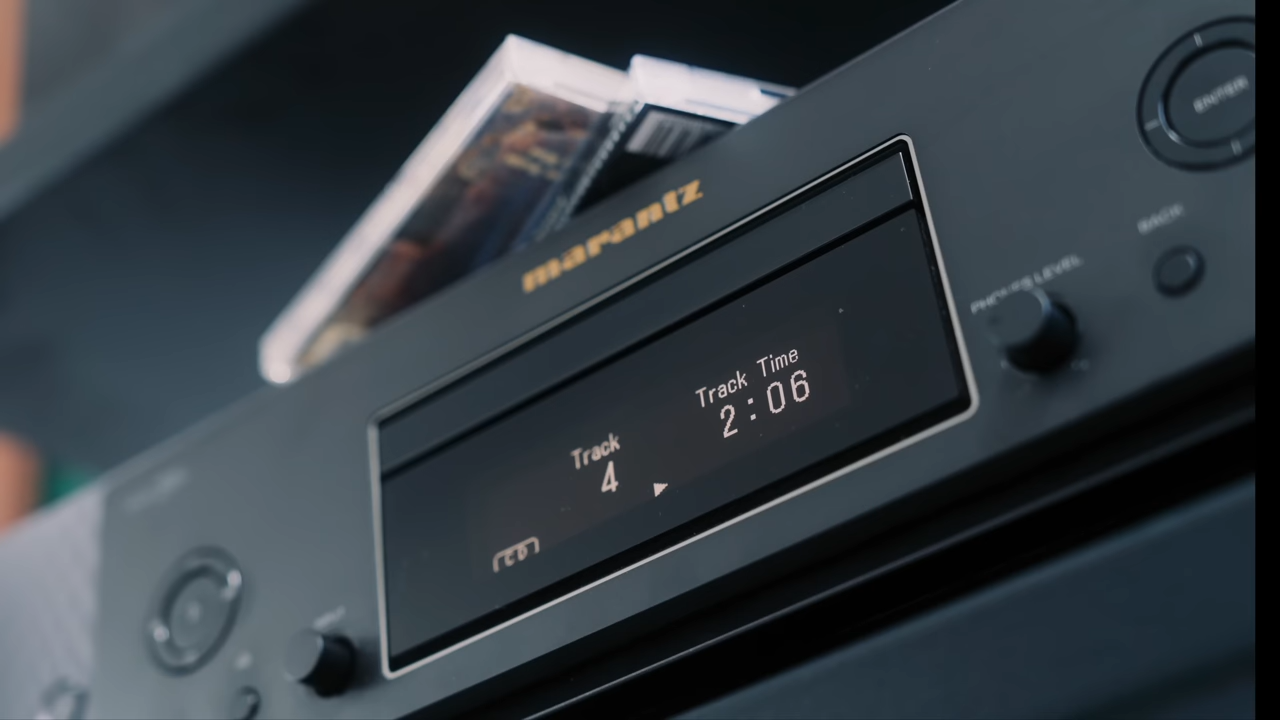 marantz
ENTER
BACK
PHONES LEVEL
Track Time
2:06
Track
4
CD